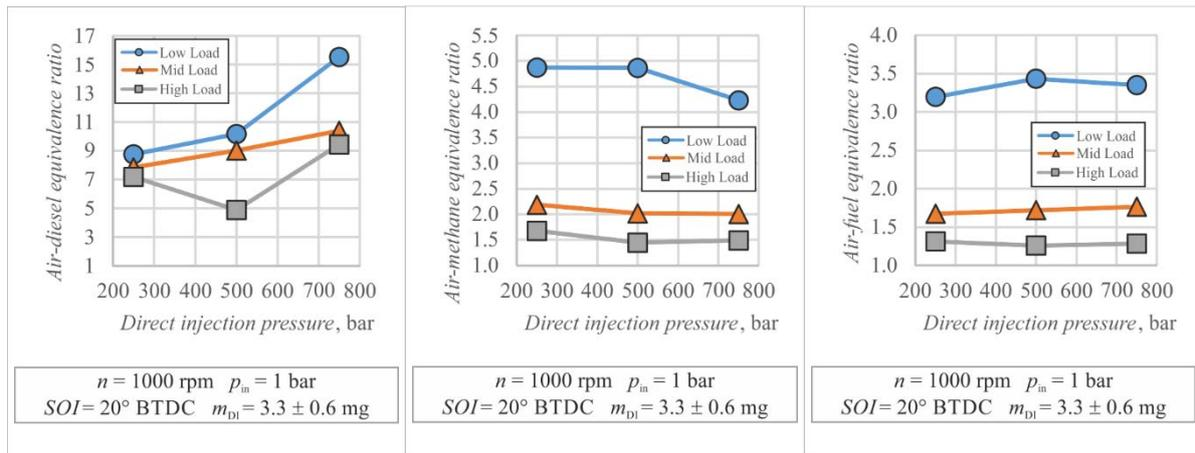 Air-diesel equivalence ratio
17
15
13
11
9
7
5
3
1
Low Load
Mid Load
High Load
200 300 400 500 600 700 800
Direct injection pressure, bar
n = 1000 rpm p_in = 1 bar
SOI = 20° BTDC m_DI = 3.3 ± 0.6 mg
Air-methane equivalence ratio
5.5
5.0
4.5
4.0
3.5
3.0
2.5
2.0
1.5
1.0
Low Load
Mid Load
High Load
200 300 400 500 600 700 800
Direct injection pressure, bar
n = 1000 rpm p_in = 1 bar
SOI = 20° BTDC m_DI = 3.3 ± 0.6 mg
Air-fuel equivalence ratio
4.0
3.5
3.0
2.5
2.0
1.5
1.0
Low Load
Mid Load
High Load
200 300 400 500 600 700 800
Direct injection pressure, bar
n = 1000 rpm p_in = 1 bar
SOI = 20° BTDC m_DI = 3.3 ± 0.6 mg